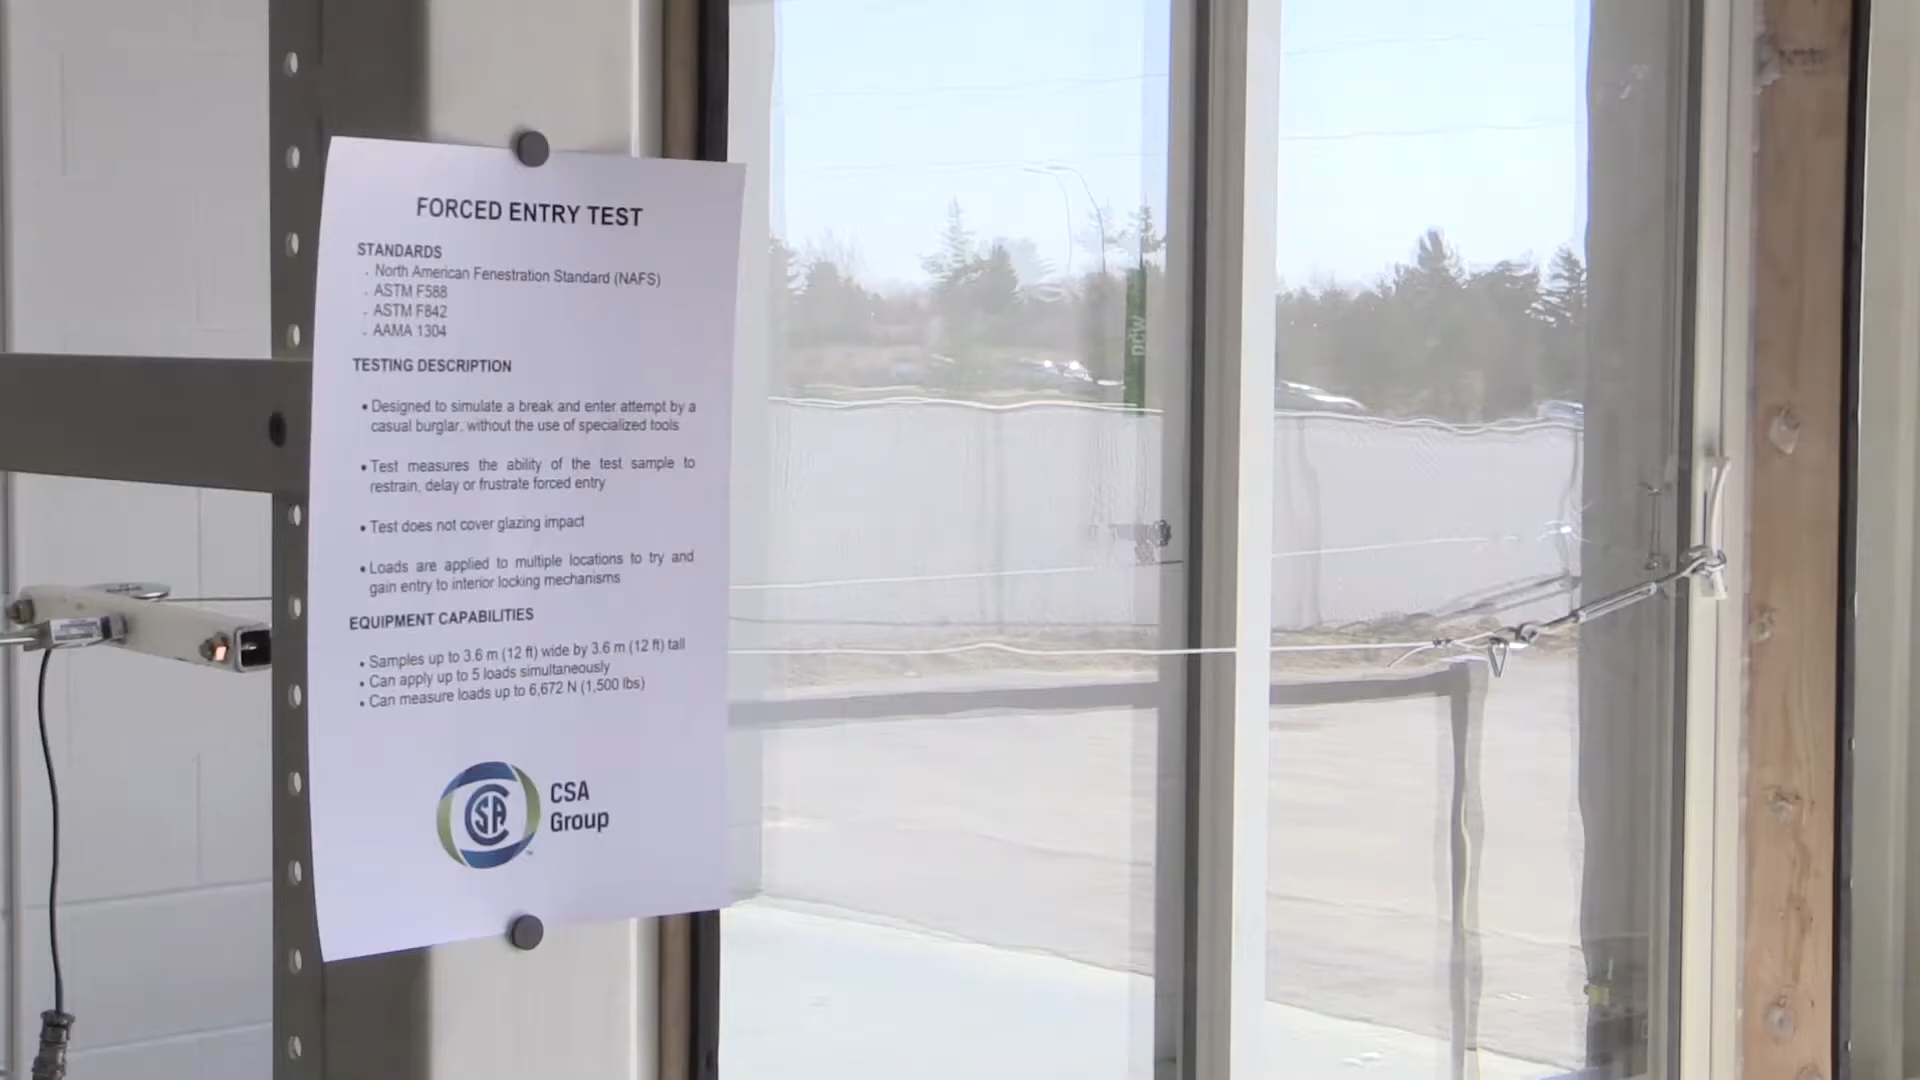 FORCED ENTRY TEST
STANDARDS
- North American Fenestration Standard (NAFS)
- ASTM F588
- ASTM F842
- AAMA 1304
TESTING DESCRIPTION
• Designed to simulate a break and enter attempt by a
casual burglar, without the use of specialized tools
• Test measures the ability of the test sample to
restrain, delay or frustrate forced entry
• Test does not cover glazing impact
• Loads are applied to multiple locations to try and
gain entry to interior locking mechanisms
EQUIPMENT CAPABILITIES
• Samples up to 3.6 m (12 ft) wide by 3.6 m (12 ft) tall
• Can apply up to 5 loads simultaneously
• Can measure loads up to 6,672 N (1,500 lbs)
CSA
CSA
Group